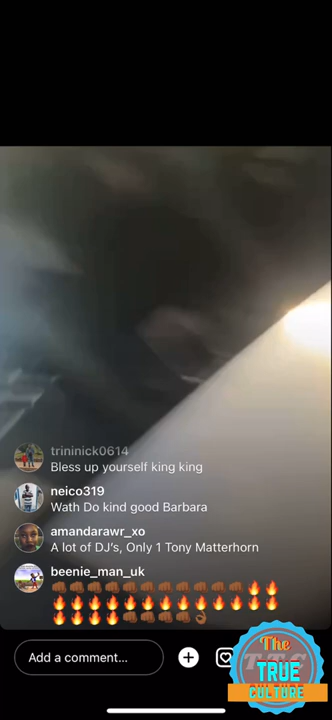 trininick0614
Bless up yourself king king
neico319
Wath Do kind good Barbara
amandarawr_xo
A lot of DJ's, Only 1 Tony Matterhorn
beenie_man_uk
👊🏾👊🏾👊🏾👊🏾👊🏾👊🏾👊🏾👊🏾👊🏾👊🏾👊🏾🔥🔥
🔥🔥🔥🔥🔥🔥🔥🔥🔥🔥🔥🔥🔥
🔥🔥🔥🔥👊🏾👊🏾👊🏾👊🏾👌🏾
Add a comment...
The
TRUE
CULTURE